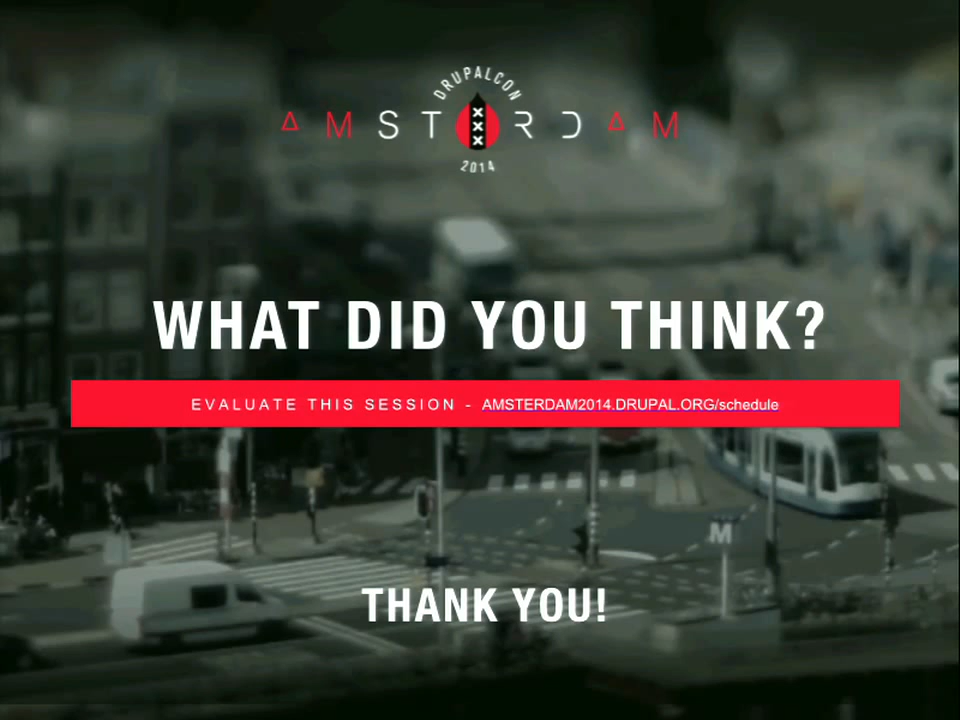 DRUPALCON
AMSTERDAM
2014
WHAT DID YOU THINK?
EVALUATE THIS SESSION - AMSTERDAM2014.DRUPAL.ORG/schedule
M
THANK YOU!